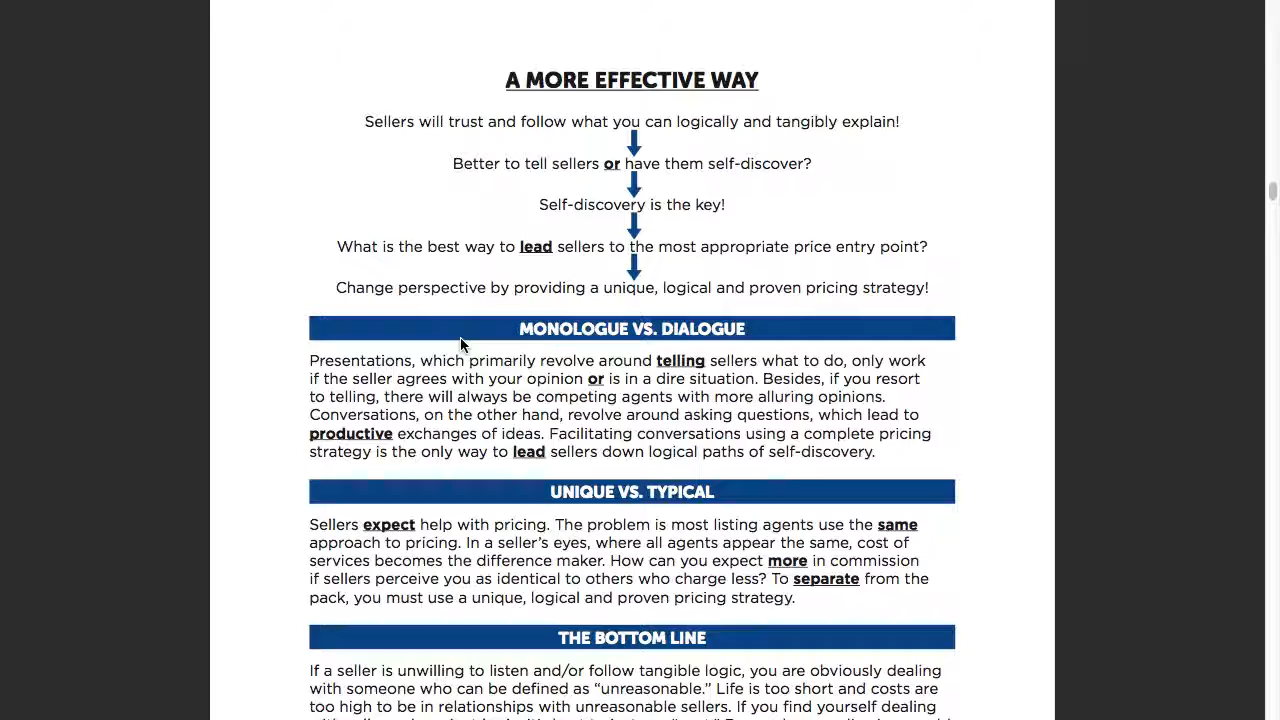 A MORE EFFECTIVE WAY
Sellers will trust and follow what you can logically and tangibly explain!
Better to tell sellers or have them self-discover?
Self-discovery is the key!
What is the best way to lead sellers to the most appropriate price entry point?
Change perspective by providing a unique, logical and proven pricing strategy!
MONOLOGUE VS. DIALOGUE
Presentations, which primarily revolve around telling sellers what to do, only work
if the seller agrees with your opinion or is in a dire situation. Besides, if you resort
to telling, there will always be competing agents with more alluring opinions.
Conversations, on the other hand, revolve around asking questions, which lead to
productive exchanges of ideas. Facilitating conversations using a complete pricing
strategy is the only way to lead sellers down logical paths of self-discovery.
UNIQUE VS. TYPICAL
Sellers expect help with pricing. The problem is most listing agents use the same
approach to pricing. In a seller's eyes, where all agents appear the same, cost of
services becomes the difference maker. How can you expect more in commission
if sellers perceive you as identical to others who charge less? To separate from the
pack, you must use a unique, logical and proven pricing strategy.
THE BOTTOM LINE
If a seller is unwilling to listen and/or follow tangible logic, you are obviously dealing
with someone who can be defined as “unreasonable.” Life is too short and costs are
too high to be in relationships with unreasonable sellers. If you find yourself dealing